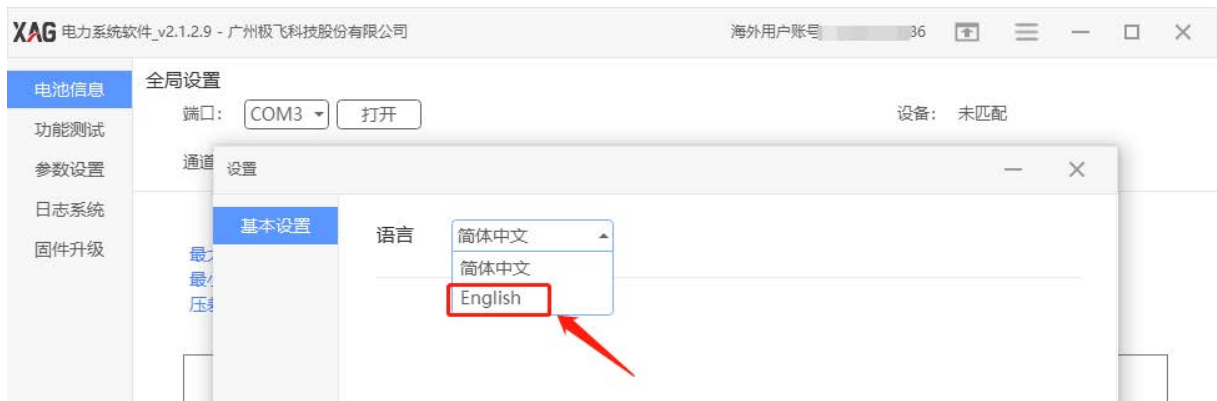 XAG 电力系统软件_v2.1.2.9 - 广州极飞科技股份有限公司 海外用户账号 36
电池信息
功能测试
参数设置
日志系统
固件升级
全局设置
端口： COM3 打开 设备： 未匹配
通道
设置
基本设置
语言 简体中文
简体中文
English
最
最
压